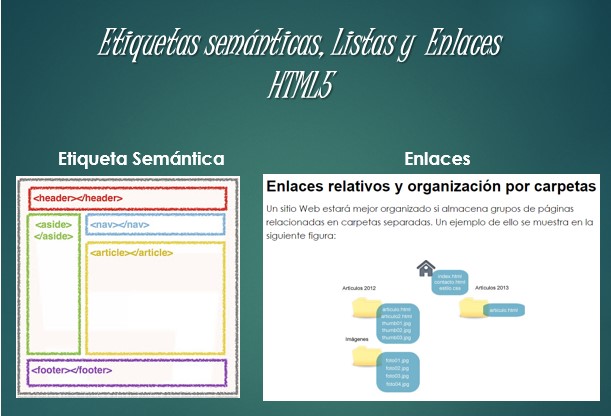 Etiquetas semánticas, Listas y Enlaces
HTML5
Etiqueta Semántica
<header></header>
<aside>
</aside>
<nav></nav>
<article></article>
<footer></footer>
Enlaces
Enlaces relativos y organización por carpetas
Un sitio Web estará mejor organizado si almacena grupos de páginas
relacionadas en carpetas separadas. Un ejemplo de ello se muestra en la
siguiente figura:
index.html
contacto.html
estilo.css
Artículos 2012
articulo.html
articulo2.html
thumb01.jpg
thumb02.jpg
thumb03.jpg
Artículos 2013
articulo.html
Imágenes
foto01.jpg
foto02.jpg
foto03.jpg
foto04.jpg